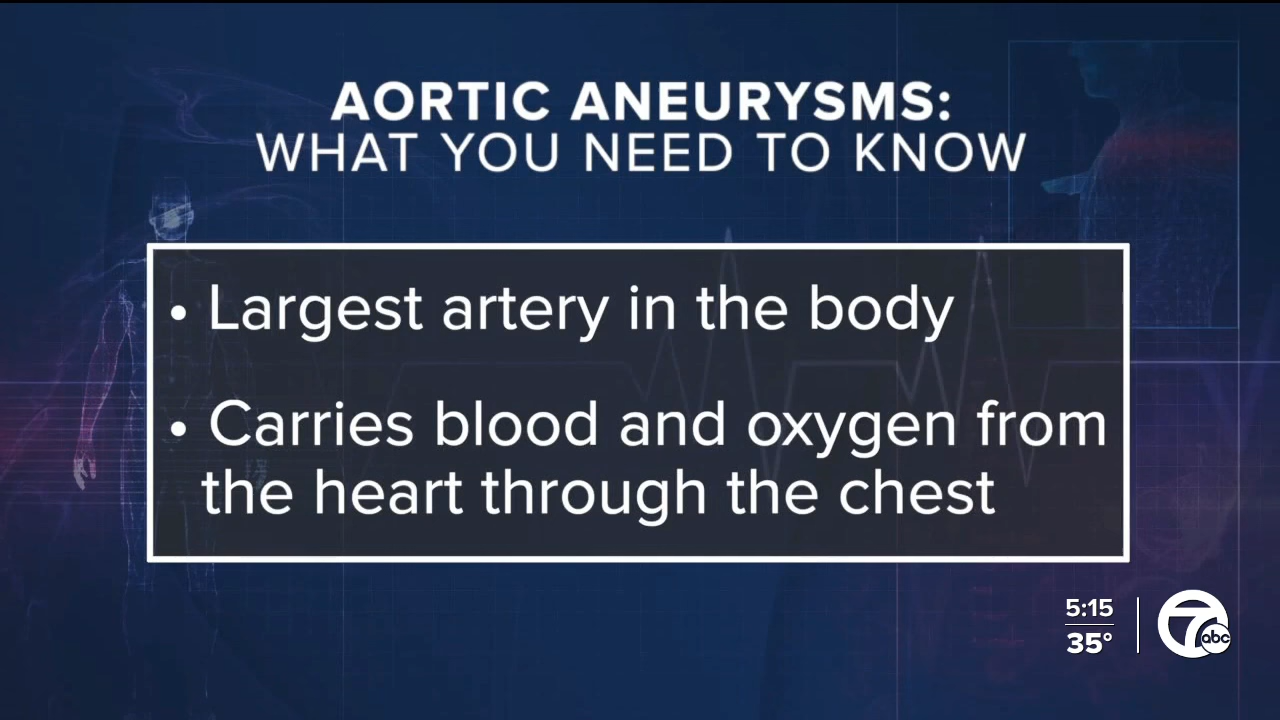 AORTIC ANEURYSMS:
WHAT YOU NEED TO KNOW
• Largest artery in the body
• Carries blood and oxygen from
the heart through the chest
5:15
35°
7
abc